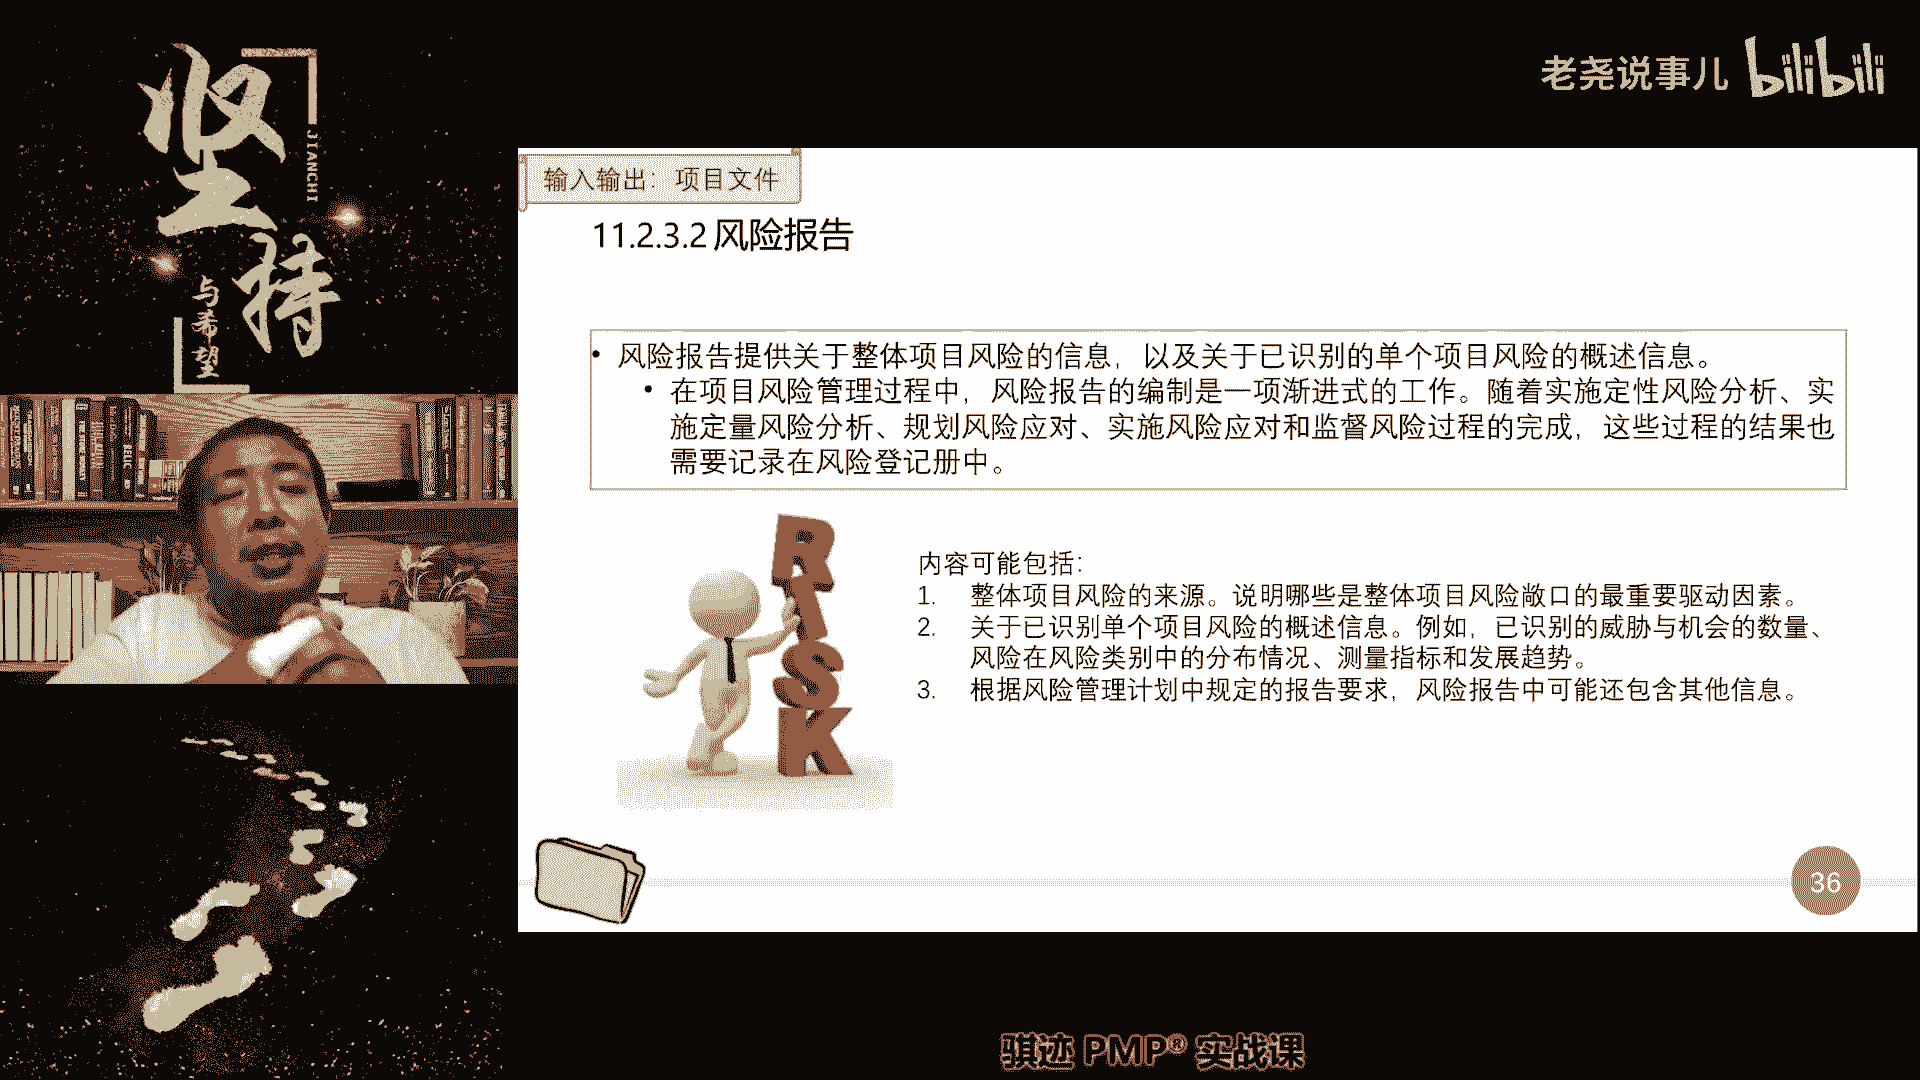 坚持
JIANCHI
与希望
老尧说事儿 bilibili
输入输出：项目文件
11.2.3.2 风险报告
• 风险报告提供关于整体项目风险的信息，以及关于已识别的单个项目风险的概述信息。
• 在项目风险管理过程中，风险报告的编制是一项渐进式的工作。随着实施定性风险分析、实
施定量风险分析、规划风险应对、实施风险应对和监督风险过程的完成，这些过程的结果也
需要记录在风险登记册中。
RISK
内容可能包括：
1. 整体项目风险的来源。说明哪些是整体项目风险敞口的最重要驱动因素。
2. 关于已识别单个项目风险的概述信息。例如，已识别的威胁与机会的数量、
风险在风险类别中的分布情况、测量指标和发展趋势。
3. 根据风险管理计划中规定的报告要求，风险报告中可能还包含其他信息。
36
骐迹 PMP® 实战课